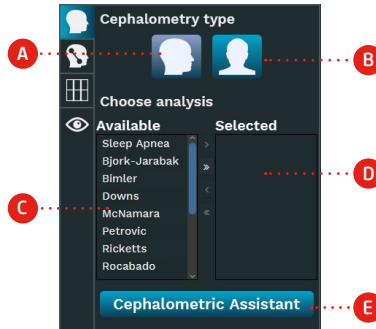 Cephalometry type
A
B
Choose analysis
Available Selected
Sleep Apnea
Bjork-Jarabak
Bimler
Downs
McNamara
Petrovic
Ricketts
Rocabado
C
D
Cephalometric Assistant
E